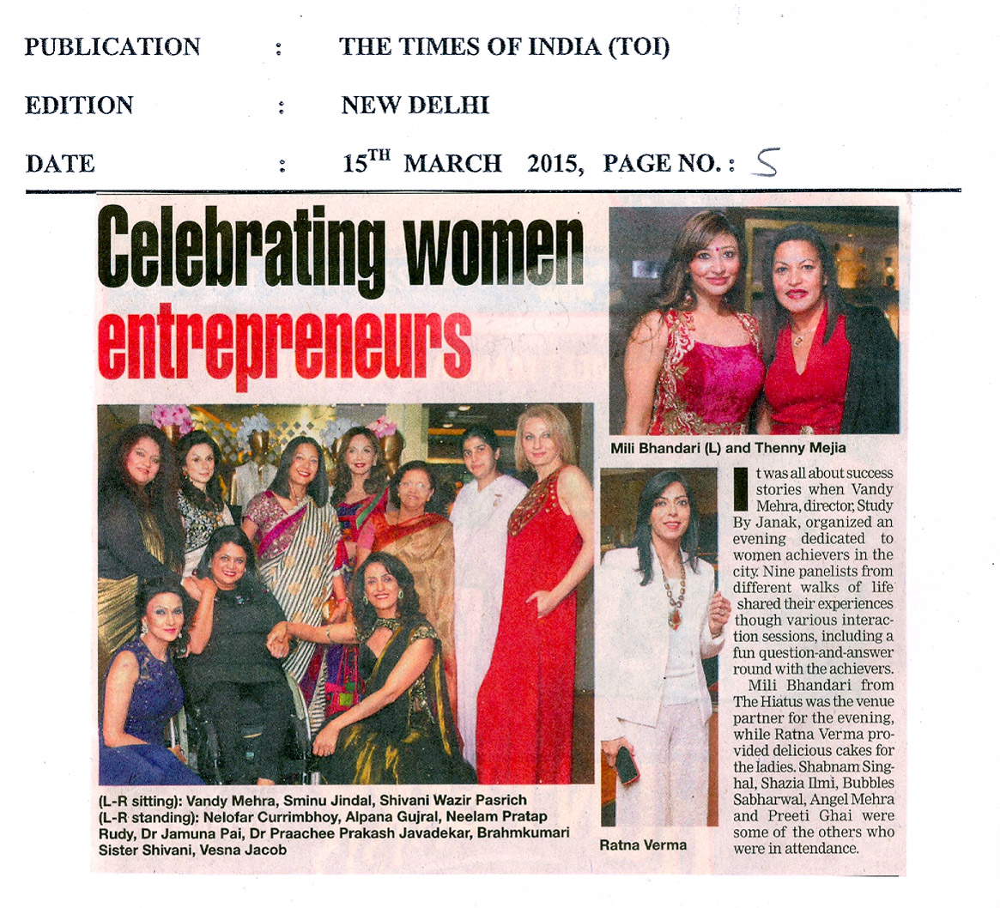 PUBLICATION : THE TIMES OF INDIA (TOI)
EDITION : NEW DELHI
DATE : 15TH MARCH 2015, PAGE NO. : 5
Celebrating women
entrepreneurs
(L-R sitting): Vandy Mehra, Sminu Jindal, Shivani Wazir Pasrich
(L-R standing): Nelofar Currimbhoy, Alpana Gujral, Neelam Pratap
Rudy, Dr Jamuna Pai, Dr Praachee Prakash Javadekar, Brahmkumari
Sister Shivani, Vesna Jacob
Mili Bhandari (L) and Thenny Mejia
Ratna Verma
It was all about success
stories when Vandy
Mehra, director, Study
By Janak, organized an
evening dedicated to
women achievers in the
city. Nine panelists from
different walks of life
shared their experiences
though various interac-
tion sessions, including a
fun question-and-answer
round with the achievers.
Mili Bhandari from
The Hiatus was the venue
partner for the evening,
while Ratna Verma pro-
vided delicious cakes for
the ladies. Shabnam Sing-
hal, Shazia Ilmi, Bubbles
Sabharwal, Angel Mehra
and Preeti Ghai were
some of the others who
were in attendance.